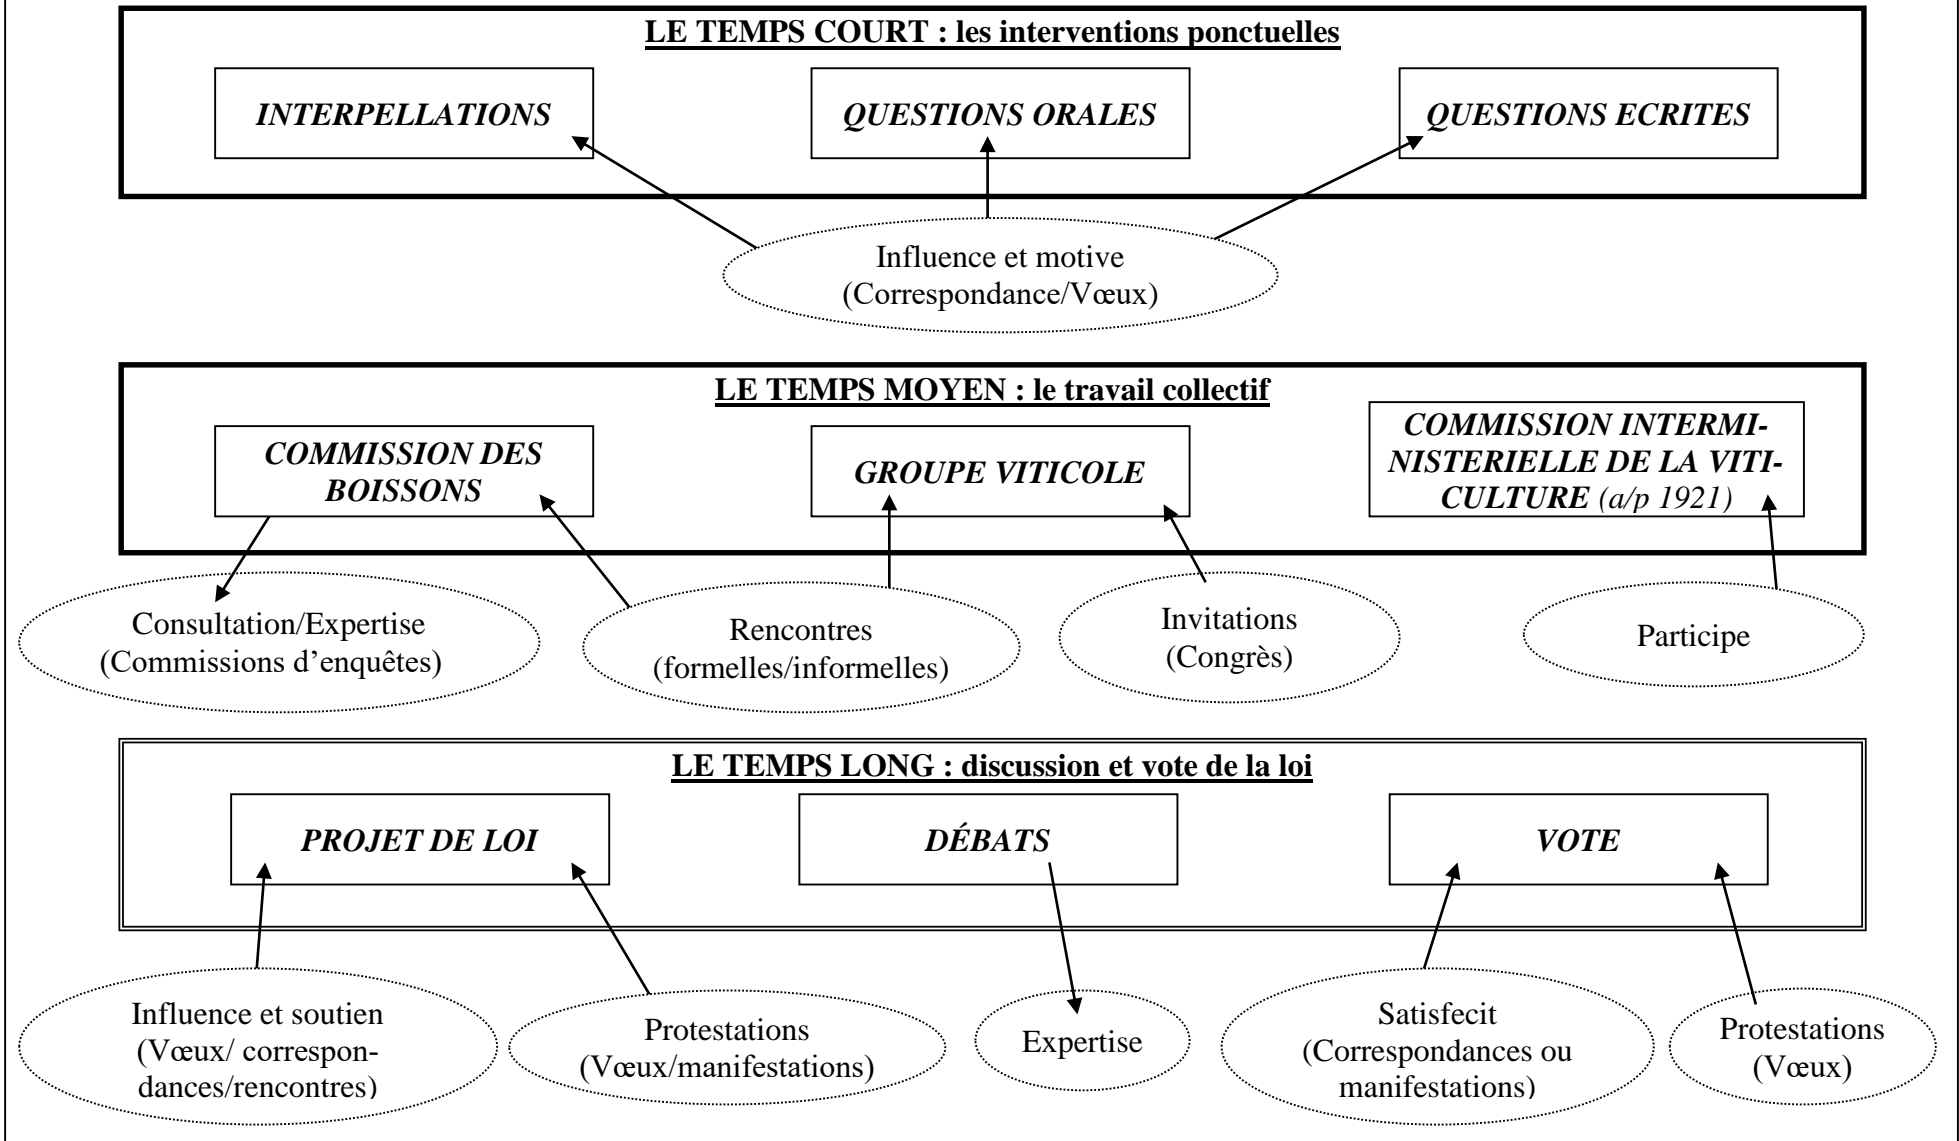 LE TEMPS COURT : les interventions ponctuelles
INTERPELLATIONS
QUESTIONS ORALES
QUESTIONS ECRITES
Influence et motive
(Correspondance/Vœux)
LE TEMPS MOYEN : le travail collectif
COMMISSION DES
BOISSONS
GROUPE VITICOLE
COMMISSION INTERMI-
NISTERIELLE DE LA VITI-
CULTURE (a/p 1921)
Consultation/Expertise
(Commissions d’enquêtes)
Rencontres
(formelles/informelles)
Invitations
(Congrès)
Participe
LE TEMPS LONG : discussion et vote de la loi
PROJET DE LOI
DÉBATS
VOTE
Influence et soutien
(Vœux/ correspon-
dances/rencontres)
Protestations
(Vœux/manifestations)
Expertise
Satisfecit
(Correspondances ou
manifestations)
Protestations
(Vœux)